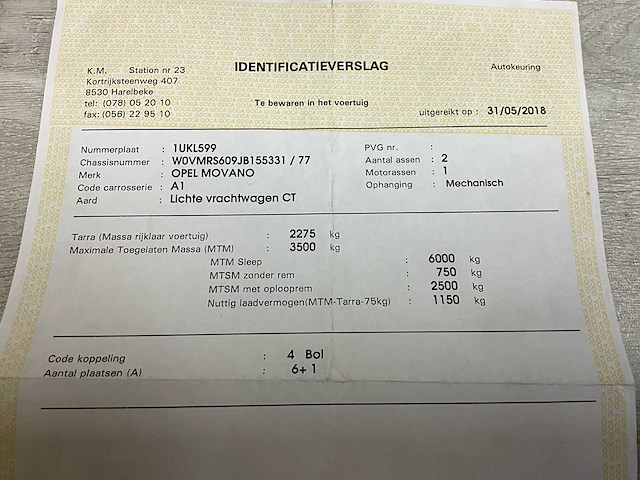 IDENTIFICATIEVERSLAG
Autokeuring
K.M. Station nr 23
Kortrijksteenweg 407
8530 Harelbeke
tel: (078) 05 20 10
fax: (056) 22 95 10
Te bewaren in het voertuig
uitgereikt op : 31/05/2018
Nummerplaat : 1UKL599
Chassisnummer : W0VMRS609JB155331 / 77
Merk : OPEL MOVANO
Code carrosserie : A1
Aard : Lichte vrachtwagen CT
PVG nr. :
Aantal assen : 2
Motorassen : 1
Ophanging : Mechanisch
Tarra (Massa rijklaar voertuig) : 2275 kg
Maximale Toegelaten Massa (MTM) : 3500 kg
MTM Sleep : 6000 kg
MTSM zonder rem : 750 kg
MTSM met oplooprem : 2500 kg
Nuttig laadvermogen(MTM-Tarra-75kg) : 1150 kg
Code koppeling : 4 Bol
Aantal plaatsen (A) : 6+1